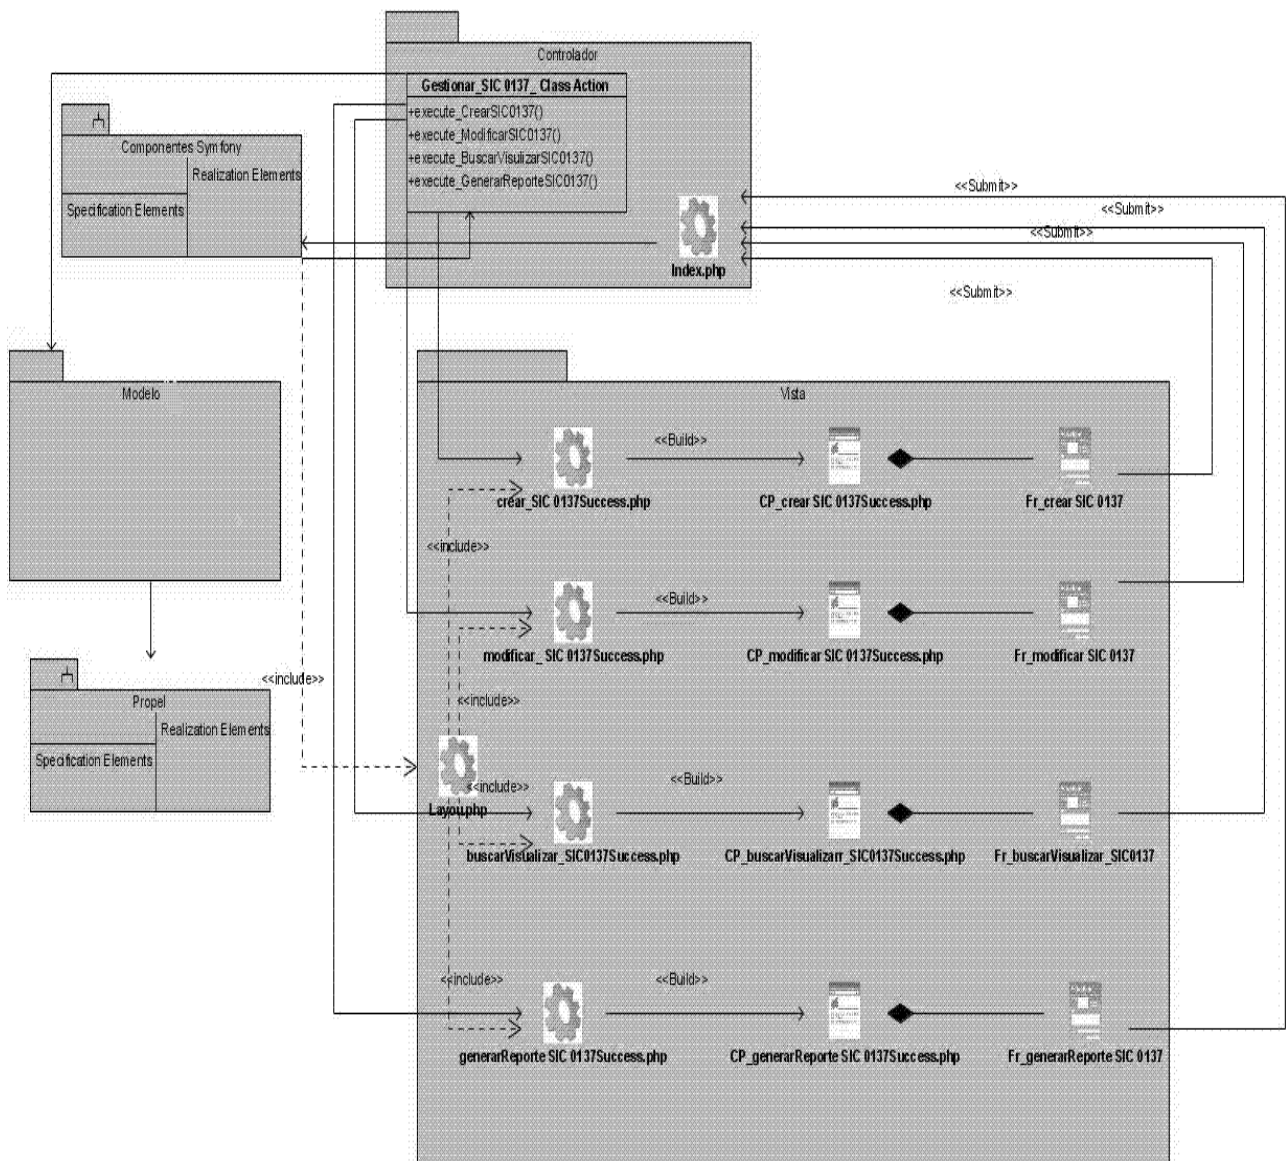 Controlador
Gestionar_SIC 0137_ Class Action
+execute_CrearSIC0137()
+execute_ModificarSIC0137()
+execute_BuscarVisulizarSIC0137()
+execute_GenerarReporteSIC0137()
Index.php
Componentes Symfony
Realization Elements
Specification Elements
<<Submit>>
<<Submit>>
<<Submit>>
<<Submit>>
Modelo
Vista
<<Build>>
crear_SIC 0137Success.php
CP_crear SIC 0137Success.php
Fr_crear SIC 0137
<<include>>
<<Build>>
modificar_ SIC 0137Success.php
CP_modificar SIC 0137Success.php
Fr_modificar SIC 0137
<<include>>
Propel
Realization Elements
Specification Elements
<<include>>
<<include>>
<<Build>>
Layou.php
buscarVisualizar_SIC0137Success.php
CP_buscarVisualizarr_SIC0137Success.php
Fr_buscarVisualizar_SIC0137
<<include>>
<<Build>>
generarReporte SIC 0137Success.php
CP_generarReporte SIC 0137Success.php
Fr_generarReporte SIC 0137